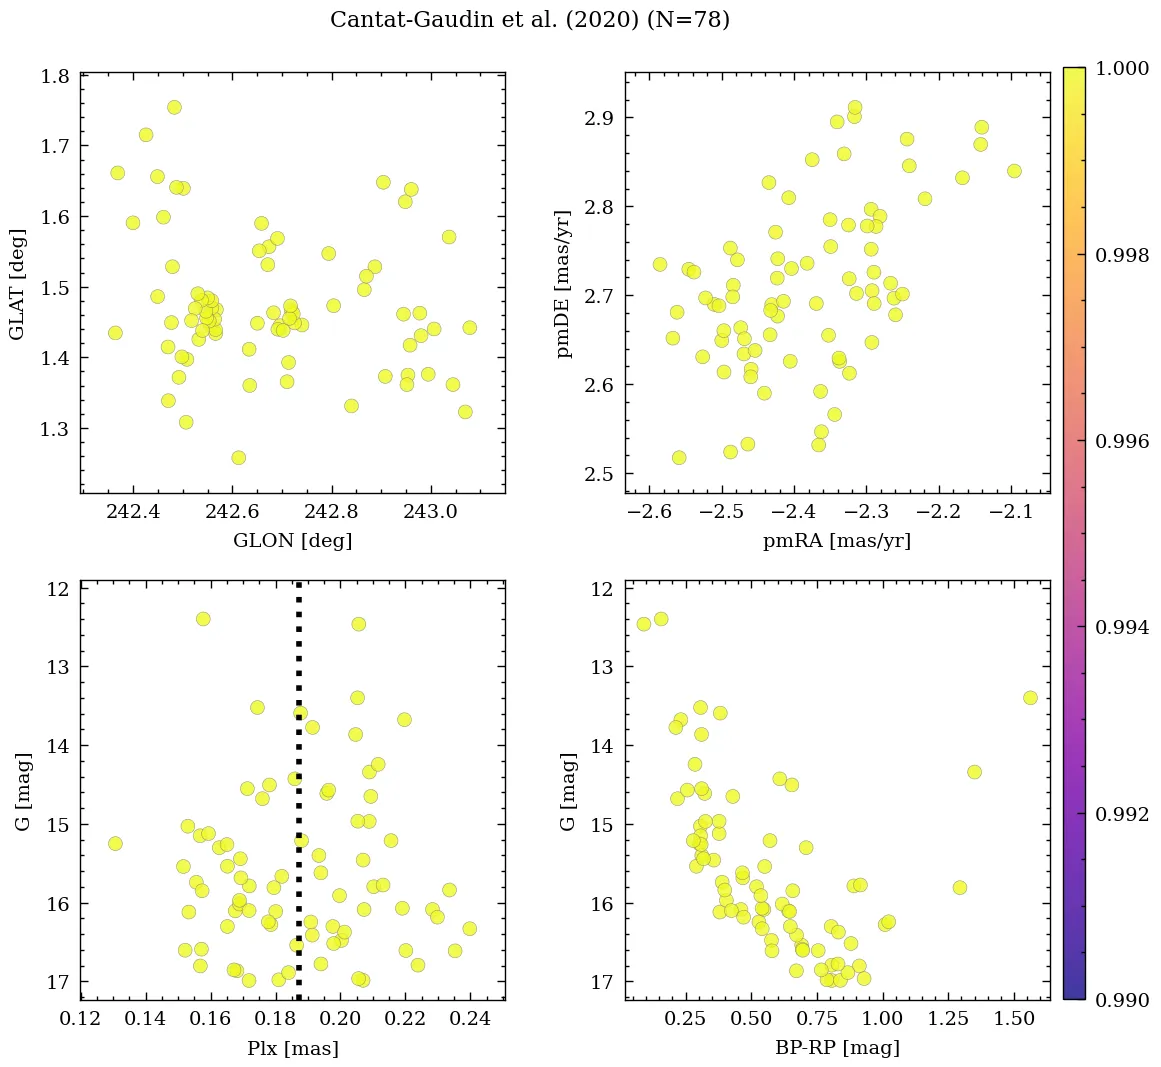 Cantat-Gaudin et al. (2020) (N=78)
1.8
1.7
1.6
1.5
1.4
1.3
GLAT [deg]
242.4 242.6 242.8 243.0
GLON [deg]
2.9
2.8
2.7
2.6
2.5
pmDE [mas/yr]
−2.6 −2.5 −2.4 −2.3 −2.2 −2.1
pmRA [mas/yr]
12
13
14
15
16
17
G [mag]
0.12 0.14 0.16 0.18 0.20 0.22 0.24
Plx [mas]
12
13
14
15
16
17
G [mag]
0.25 0.50 0.75 1.00 1.25 1.50
BP-RP [mag]
1.000
0.998
0.996
0.994
0.992
0.990